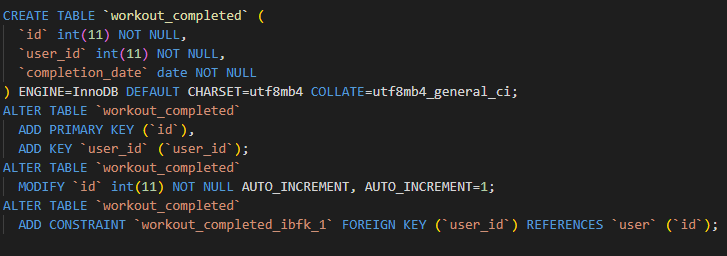 CREATE TABLE `workout_completed` (
  `id` int(11) NOT NULL,
  `user_id` int(11) NOT NULL,
  `completion_date` date NOT NULL
) ENGINE=InnoDB DEFAULT CHARSET=utf8mb4 COLLATE=utf8mb4_general_ci;
ALTER TABLE `workout_completed`
  ADD PRIMARY KEY (`id`),
  ADD KEY `user_id` (`user_id`);
ALTER TABLE `workout_completed`
  MODIFY `id` int(11) NOT NULL AUTO_INCREMENT, AUTO_INCREMENT=1;
ALTER TABLE `workout_completed`
  ADD CONSTRAINT `workout_completed_ibfk_1` FOREIGN KEY (`user_id`) REFERENCES `user` (`id`);